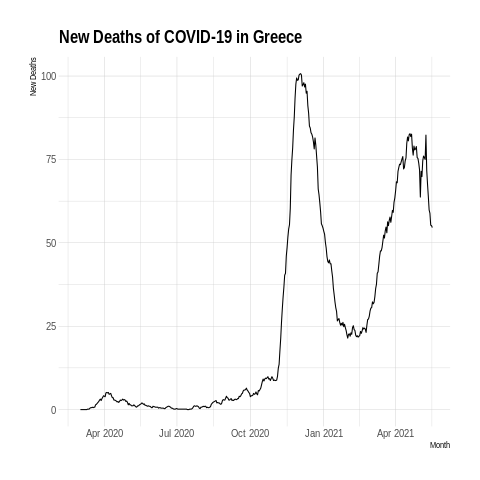 New Deaths of COVID-19 in Greece
New Deaths
100
75
50
25
0
Apr 2020 Jul 2020 Oct 2020 Jan 2021 Apr 2021
Month